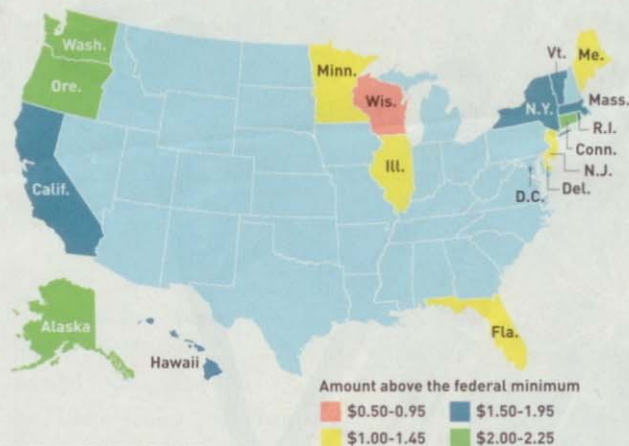 Wash.
Ore.
Calif.
Alaska
Hawaii
Minn.
Wis.
Ill.
Fla.
Vt.
Me.
N.Y.
Mass.
R.I.
Conn.
N.J.
Del.
D.C.
Amount above the federal minimum
$0.50-0.95 $1.50-1.95
$1.00-1.45 $2.00-2.25